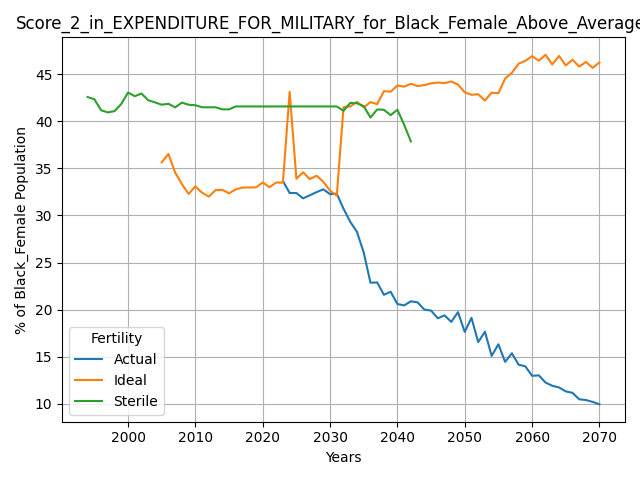 Score_2_in_EXPENDITURE_FOR_MILITARY_for_Black_Female_Above_Average
% of Black_Female Population
45
40
35
30
25
20
15
10
Fertility
Actual
Ideal
Sterile
2000 2010 2020 2030 2040 2050 2060 2070
Years